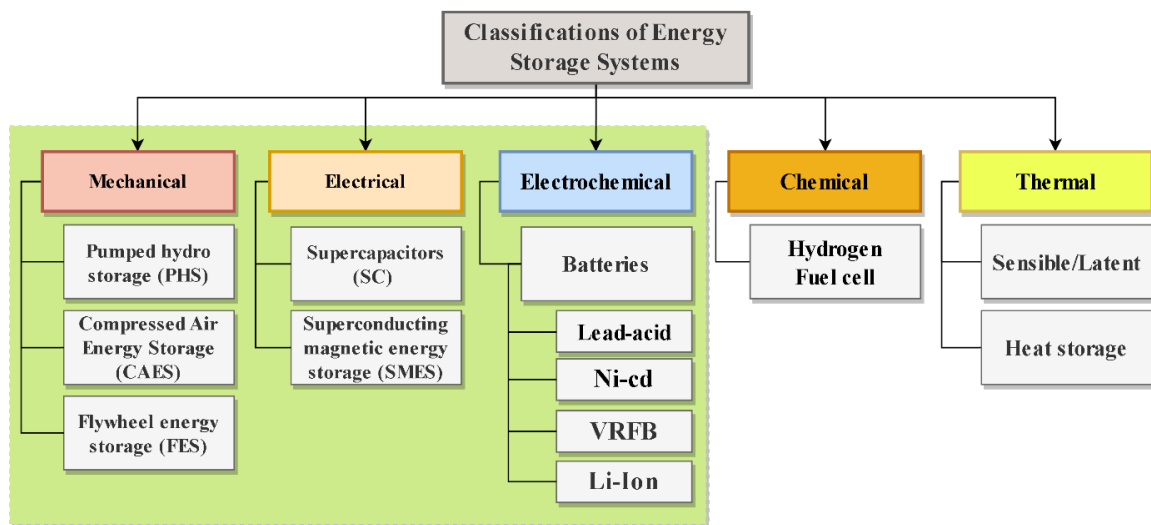 Classifications of Energy
Storage Systems
Mechanical
Electrical
Electrochemical
Chemical
Thermal
Pumped hydro
storage (PHS)
Compressed Air
Energy Storage
(CAES)
Flywheel energy
storage (FES)
Supercapacitors
(SC)
Superconducting
magnetic energy
storage (SMES)
Batteries
Lead-acid
Ni-cd
VRFB
Li-Ion
Hydrogen
Fuel cell
Sensible/Latent
Heat storage